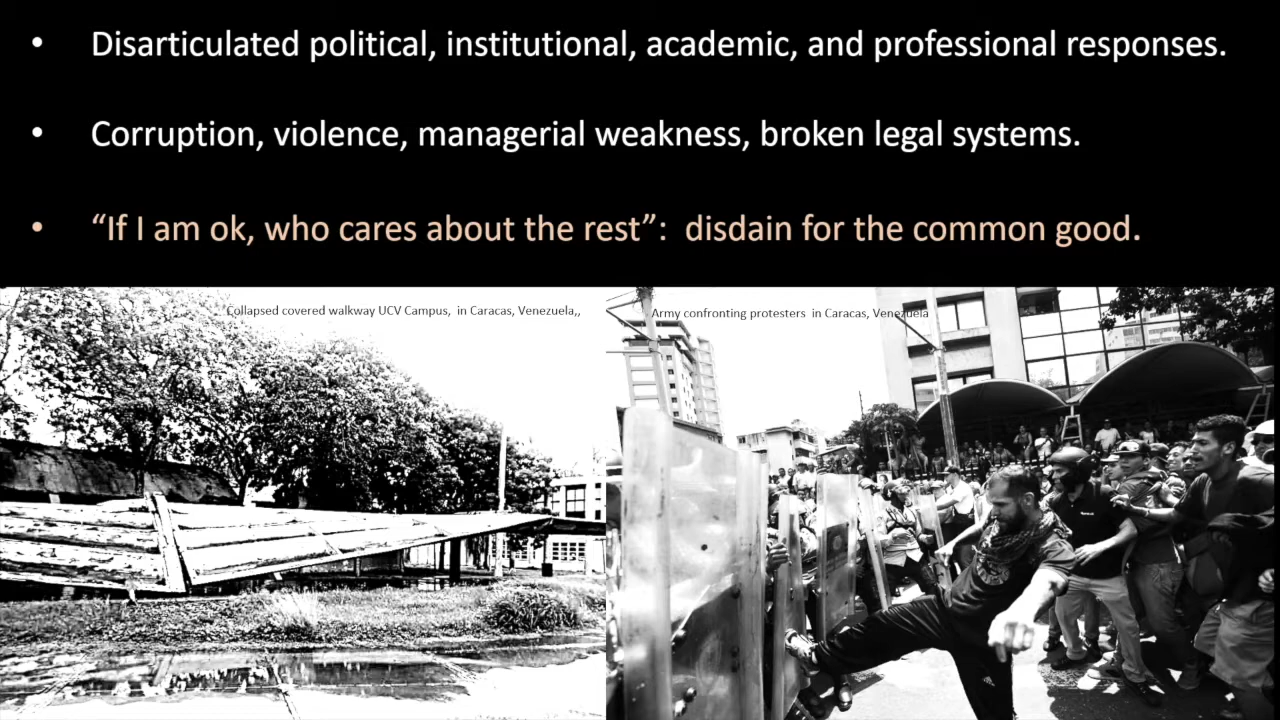 • Disarticulated political, institutional, academic, and professional responses.
• Corruption, violence, managerial weakness, broken legal systems.
• “If I am ok, who cares about the rest”:  disdain for the common good.
Collapsed covered walkway UCV Campus,  in Caracas, Venezuela,,
Army confronting protesters  in Caracas, Venezuela